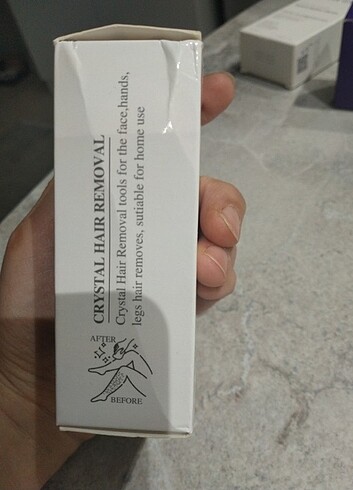 CRYSTAL HAIR REMOVAL
Crystal Hair Removal tools for the face,hands,
legs hair removes, sutiable for home use
AFTER
BEFORE